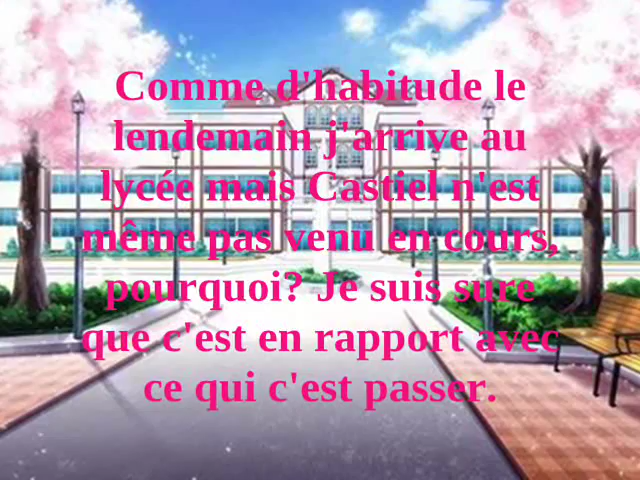 Comme d'habitude le
lendemain j'arrive au
lycée mais Castiel n'est
même pas venu en cours,
pourquoi? Je suis sure
que c'est en rapport avec
ce qui c'est passer.